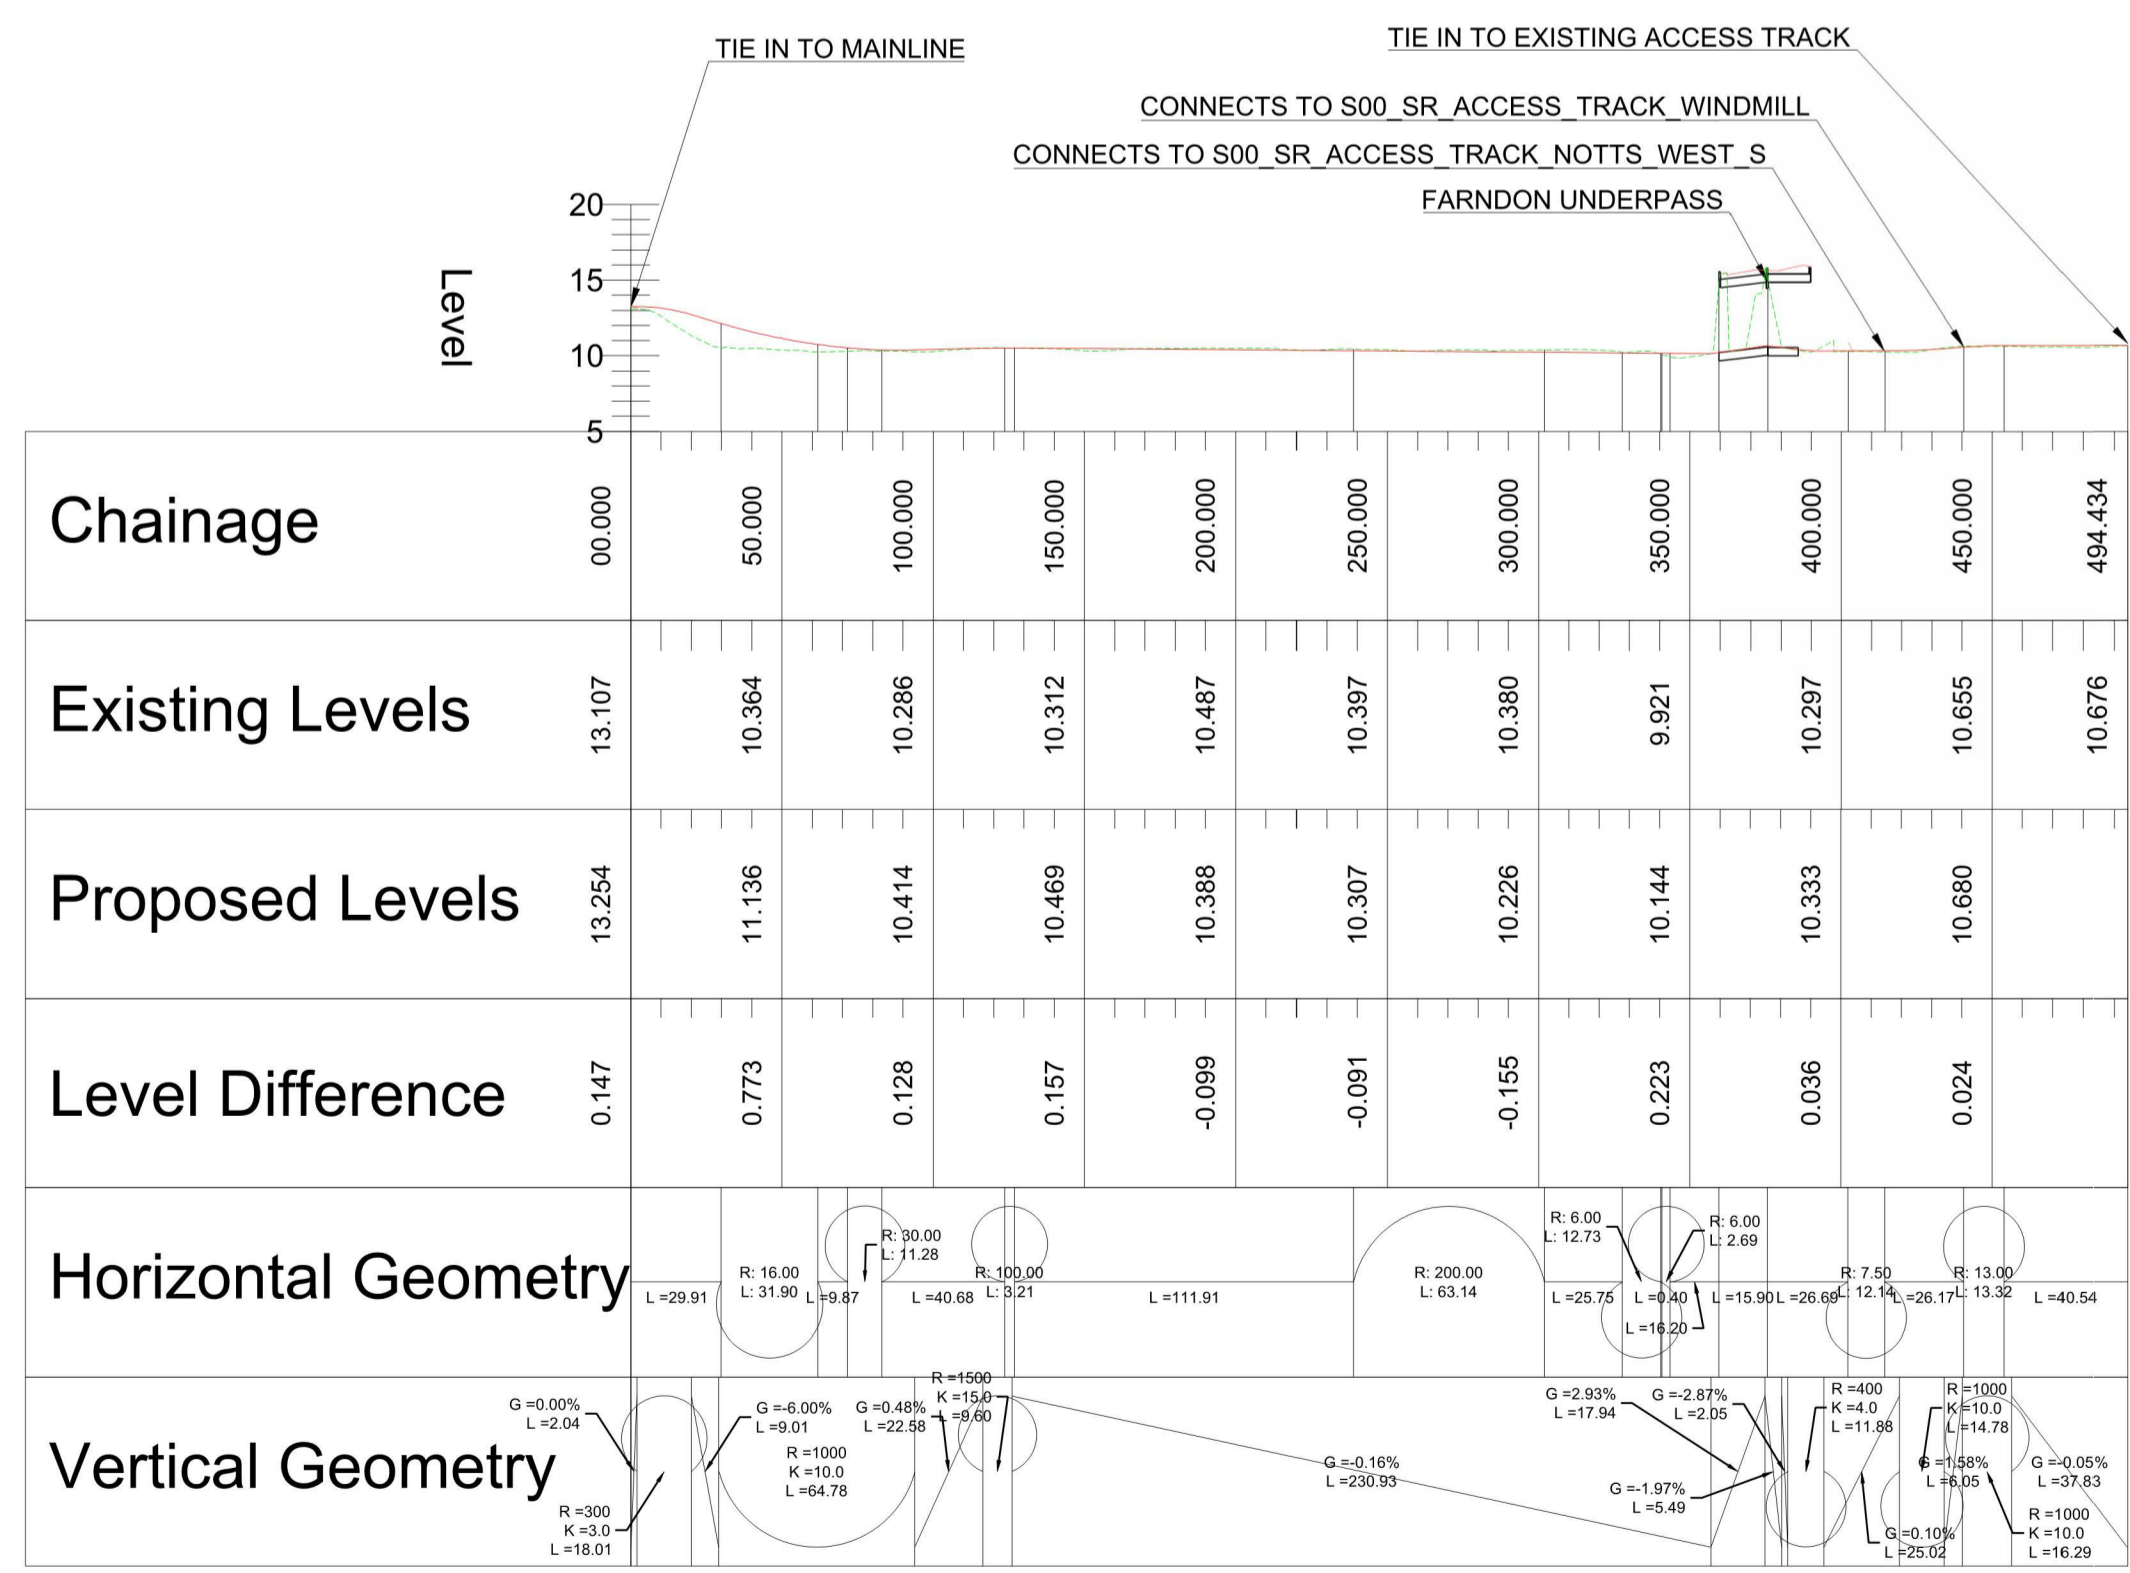 TIE IN TO MAINLINE
TIE IN TO EXISTING ACCESS TRACK
CONNECTS TO S00_SR_ACCESS_TRACK_WINDMILL
CONNECTS TO S00_SR_ACCESS_TRACK_NOTTS_WEST_S
FARNDON UNDERPASS
Level
20
15
10
5
Chainage 00.000 50.000 100.000 150.000 200.000 250.000 300.000 350.000 400.000 450.000 494.434
Existing Levels 13.107 10.364 10.286 10.312 10.487 10.397 10.380 9.921 10.297 10.655 10.676
Proposed Levels 13.254 11.136 10.414 10.469 10.388 10.307 10.226 10.144 10.333 10.680
Level Difference 0.147 0.773 0.128 0.157 -0.099 -0.091 -0.155 0.223 0.036 0.024
Horizontal Geometry
L =29.91
R: 16.00
L: 31.90
L =9.87
R: 30.00
L: 11.28
L =40.68
R: 100.00
L: 3.21
L =111.91
R: 200.00
L: 63.14
L =25.75
R: 6.00
L: 12.73
L =0.40
R: 6.00
L: 2.69
L =16.20
L =15.90
L =26.69
R: 7.50
L: 12.14
L =26.17
R: 13.00
L: 13.32
L =40.54
Vertical Geometry
G =0.00%
L =2.04
R =300
K =3.0
L =18.01
G =-6.00%
L =9.01
R =1000
K =10.0
L =64.78
G =0.48%
L =22.58
R =1500
K =15.0
L =9.60
G =-0.16%
L =230.93
G =2.93%
L =17.94
G =-1.97%
L =5.49
G =-2.87%
L =2.05
R =400
K =4.0
L =11.88
G =0.10%
L =25.02
R =1000
K =10.0
L =14.78
G =1.58%
L =6.05
R =1000
K =10.0
L =16.29
G =-0.05%
L =37.83